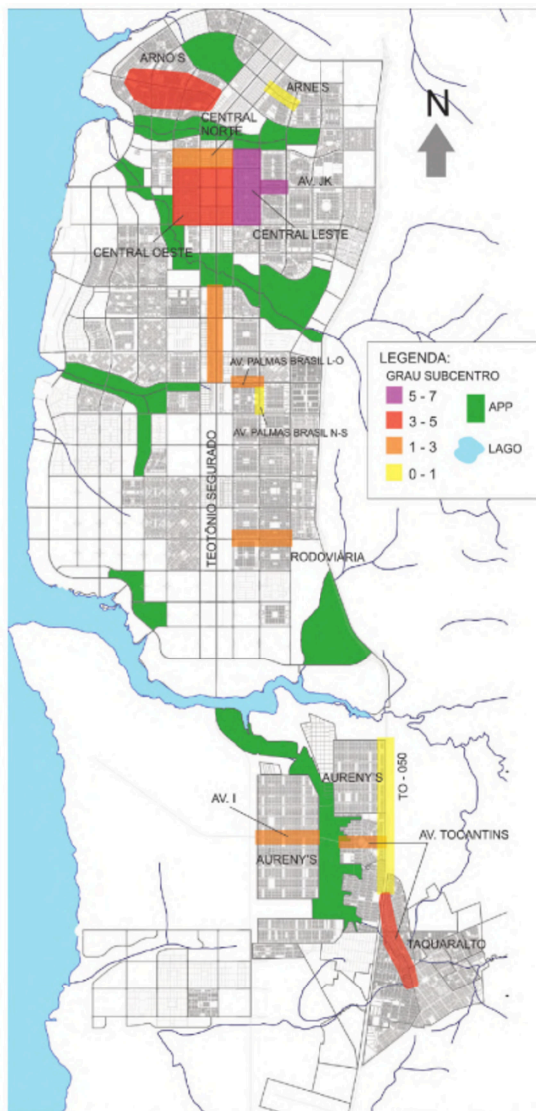 ARNO'S
ARNE'S
CENTRAL
NORTE
N
AV. JK
CENTRAL OESTE
CENTRAL LESTE
LEGENDA:
GRAU SUBCENTRO
5 - 7
3 - 5
1 - 3
0 - 1
APP
LAGO
AV. PALMAS BRASIL L-O
AV. PALMAS BRASIL N-S
TEOTÔNIO SEGURADO
RODOVIÁRIA
AURENY'S
TO - 050
AV. I
AV. TOCANTINS
AURENY'S
TAQUARALTO